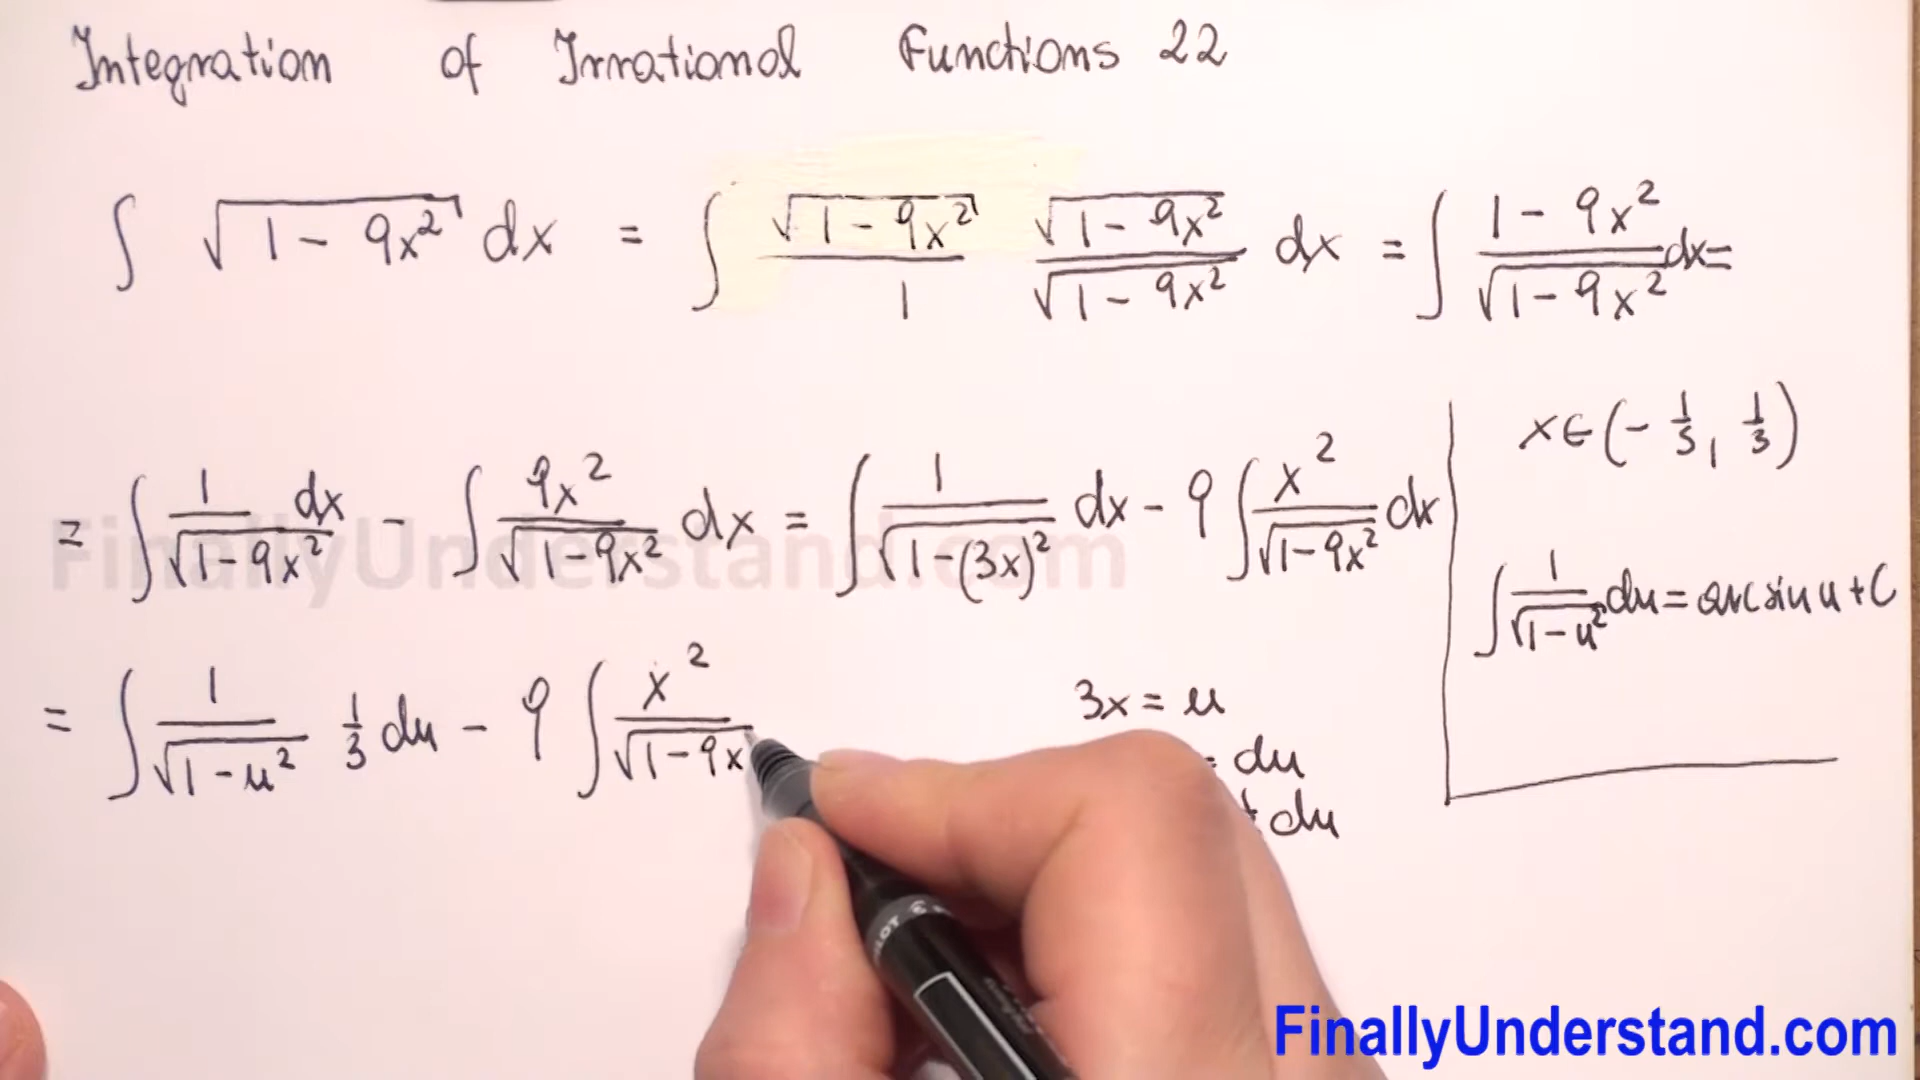 Integration of Irrational Functions 22
∫ √(1 - 9x²) dx = ∫ √(1 - 9x²)/1 √(1 - 9x²)/√(1 - 9x²) dx = ∫ (1 - 9x²)/√(1 - 9x²) dx =
= ∫ 1/√(1 - 9x²) dx - ∫ 9x²/√(1 - 9x²) dx = ∫ 1/√(1 - (3x)²) dx - 9 ∫ x²/√(1 - 9x²) dx
x ∈ (- 1/3, 1/3)
∫ 1/√(1 - u²) du = arcsin u + C
= ∫ 1/√(1 - u²) 1/3 du - 9 ∫ x²/√(1 - 9x
3x = u
= du
du
FinallyUnderstand.com
FinallyUnderstand.com